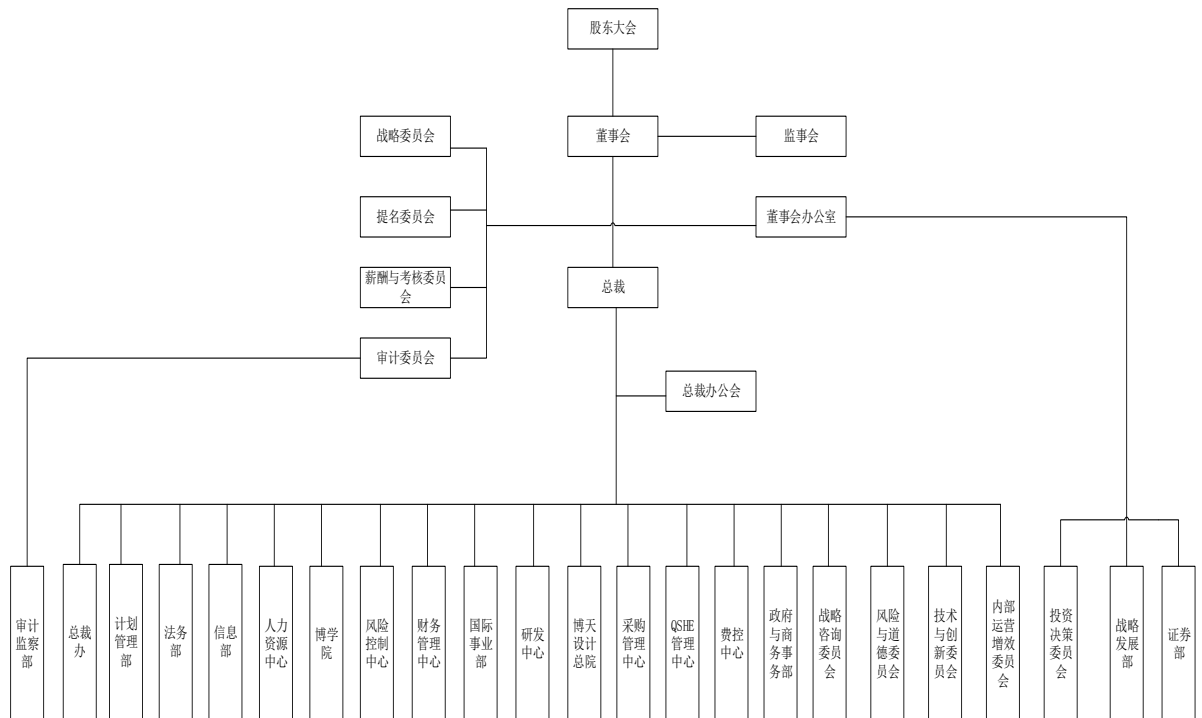 股东大会
战略委员会
董事会
监事会
提名委员会
董事会办公室
薪酬与考核委员
会
总裁
审计委员会
总裁办公会
审计
监察
部
总裁
办
计划
管理
部
法务
部
信息
部
人力
资源
中心
博学
院
风险
控制
中心
财务
管理
中心
国际
事业
部
研发
中心
博天
设计
总院
采购
管理
中心
QSHE
管理
中心
费控
中心
政府
与商
务事
务部
战略
咨询
委员
会
风险
与道
德委
员会
技术
与创
新委
员会
内部
运营
增效
委员
会
投资
决策
委员
会
战略
发展
部
证券
部